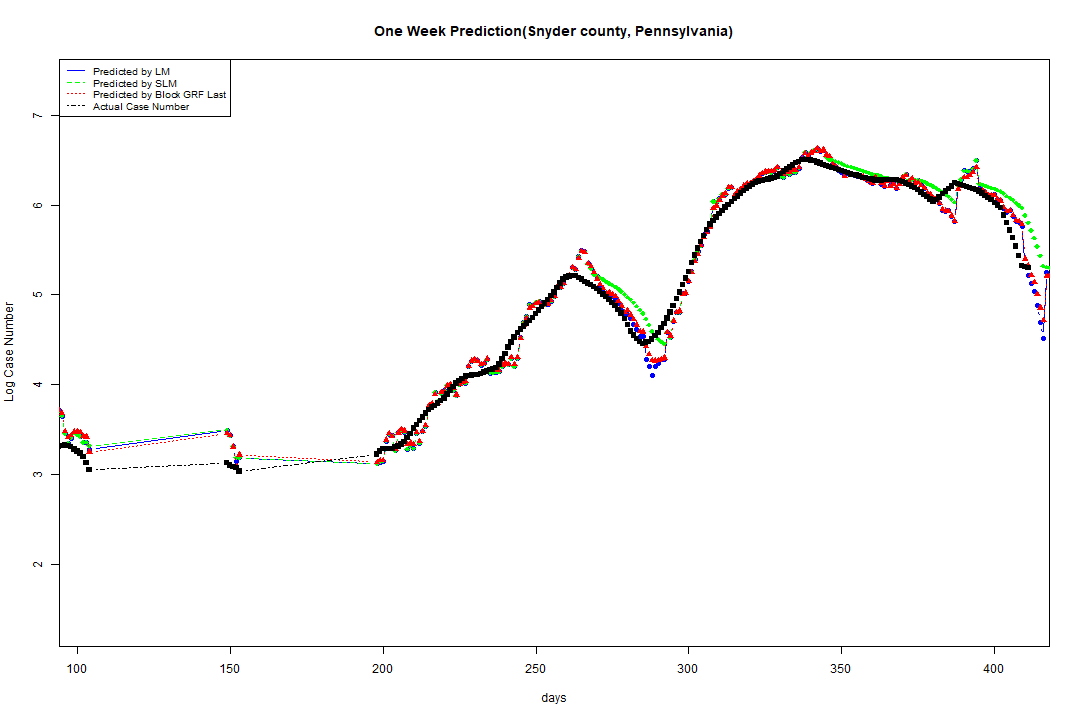 One Week Prediction(Snyder county, Pennsylvania)
Predicted by LM
Predicted by SLM
Predicted by Block GRF Last
Actual Case Number
7
6
5
4
3
2
Log Case Number
100 150 200 250 300 350 400
days